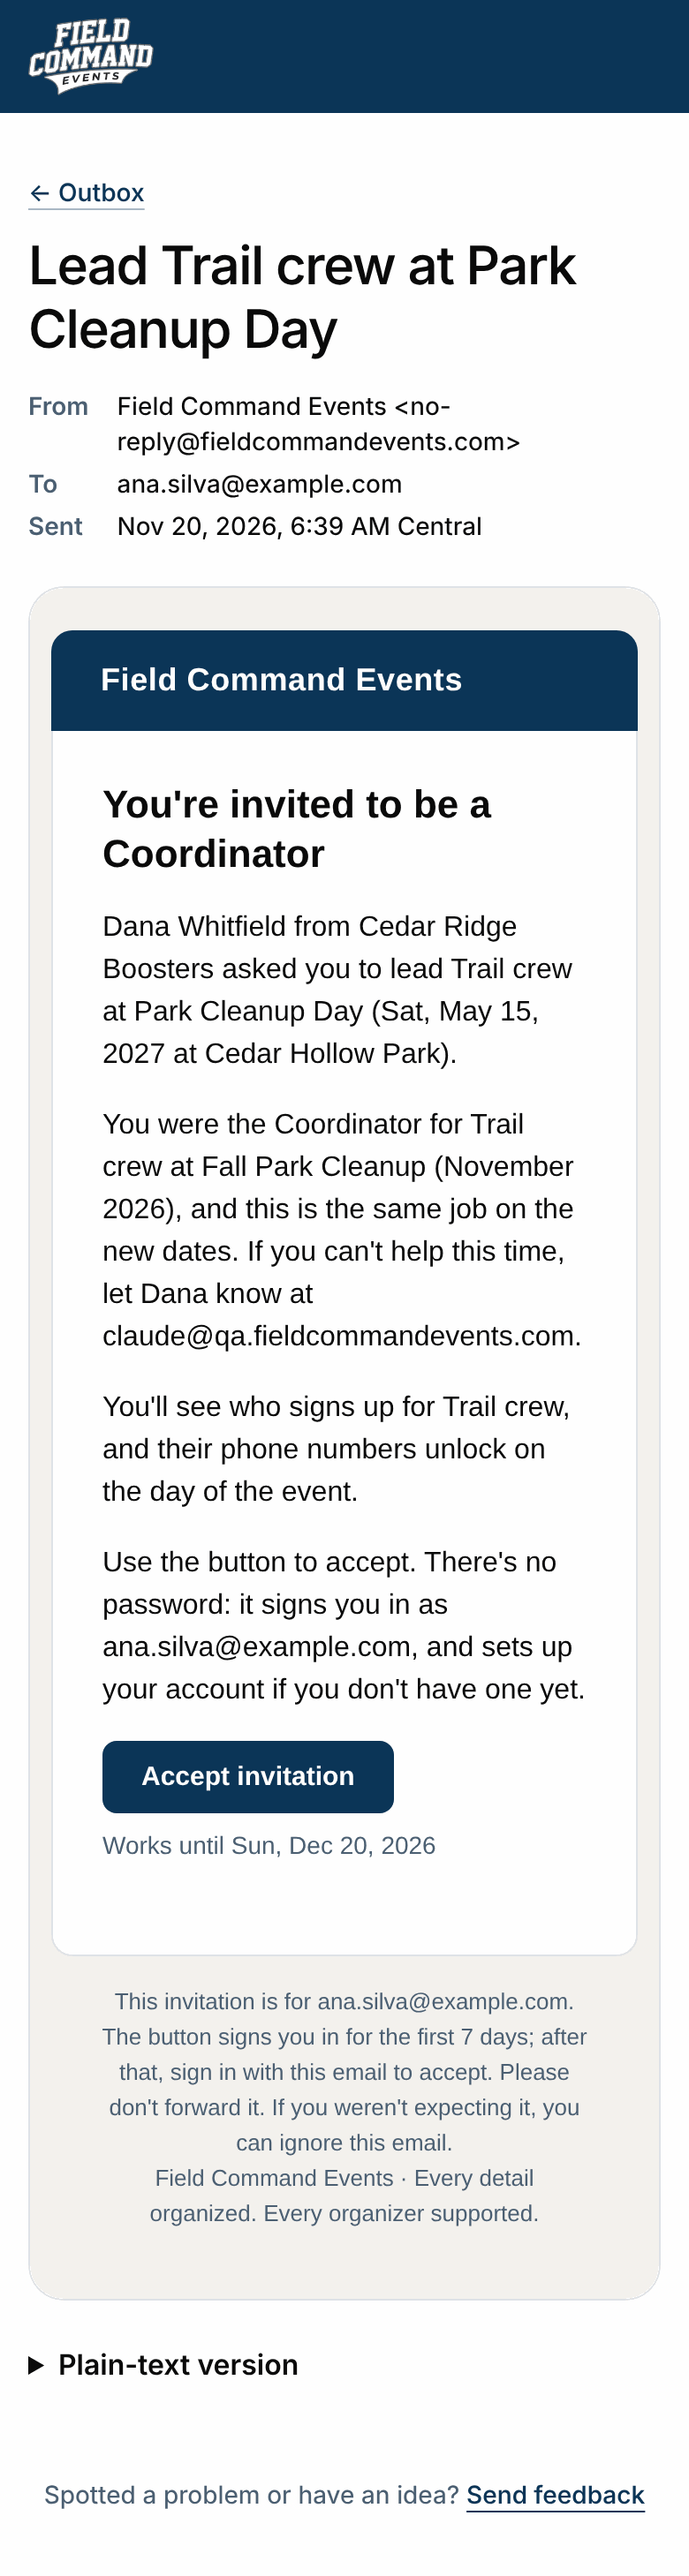 FIELD
COMMAND
EVENTS
← Outbox
Lead Trail crew at Park
Cleanup Day
From Field Command Events <no-
reply@fieldcommandevents.com>
To ana.silva@example.com
Sent Nov 20, 2026, 6:39 AM Central
Field Command Events
You're invited to be a
Coordinator
Dana Whitfield from Cedar Ridge
Boosters asked you to lead Trail crew
at Park Cleanup Day (Sat, May 15,
2027 at Cedar Hollow Park).
You were the Coordinator for Trail
crew at Fall Park Cleanup (November
2026), and this is the same job on the
new dates. If you can't help this time,
let Dana know at
claude@qa.fieldcommandevents.com.
You'll see who signs up for Trail crew,
and their phone numbers unlock on
the day of the event.
Use the button to accept. There's no
password: it signs you in as
ana.silva@example.com, and sets up
your account if you don't have one yet.
Accept invitation
Works until Sun, Dec 20, 2026
This invitation is for ana.silva@example.com.
The button signs you in for the first 7 days; after
that, sign in with this email to accept. Please
don't forward it. If you weren't expecting it, you
can ignore this email.
Field Command Events · Every detail
organized. Every organizer supported.
▶ Plain-text version
Spotted a problem or have an idea? Send feedback